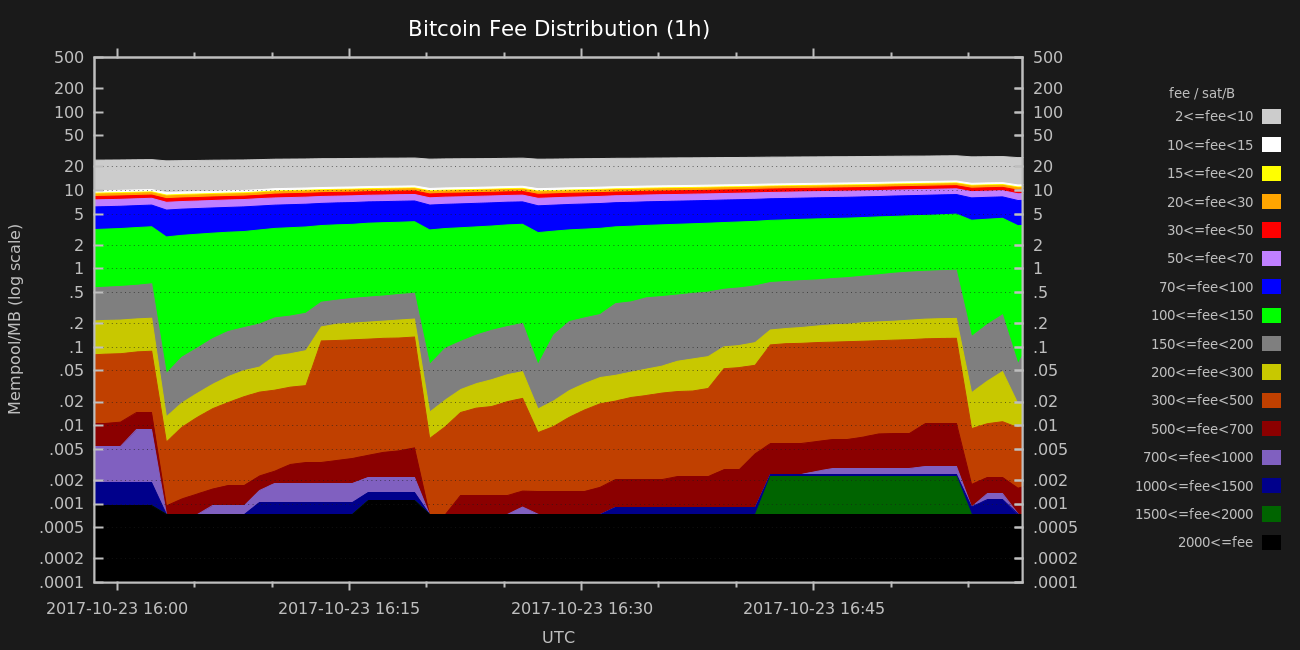 Bitcoin Fee Distribution (1h)
500
200
100
50
20
10
5
2
1
.5
.2
.1
.05
.02
.01
.005
.002
.001
.0005
.0002
.0001
Mempool/MB (log scale)
500
200
100
50
20
10
5
2
1
.5
.2
.1
.05
.02
.01
.005
.002
.001
.0005
.0002
.0001
2017-10-23 16:00 2017-10-23 16:15 2017-10-23 16:30 2017-10-23 16:45
UTC
fee / sat/B
2<=fee<10
10<=fee<15
15<=fee<20
20<=fee<30
30<=fee<50
50<=fee<70
70<=fee<100
100<=fee<150
150<=fee<200
200<=fee<300
300<=fee<500
500<=fee<700
700<=fee<1000
1000<=fee<1500
1500<=fee<2000
2000<=fee